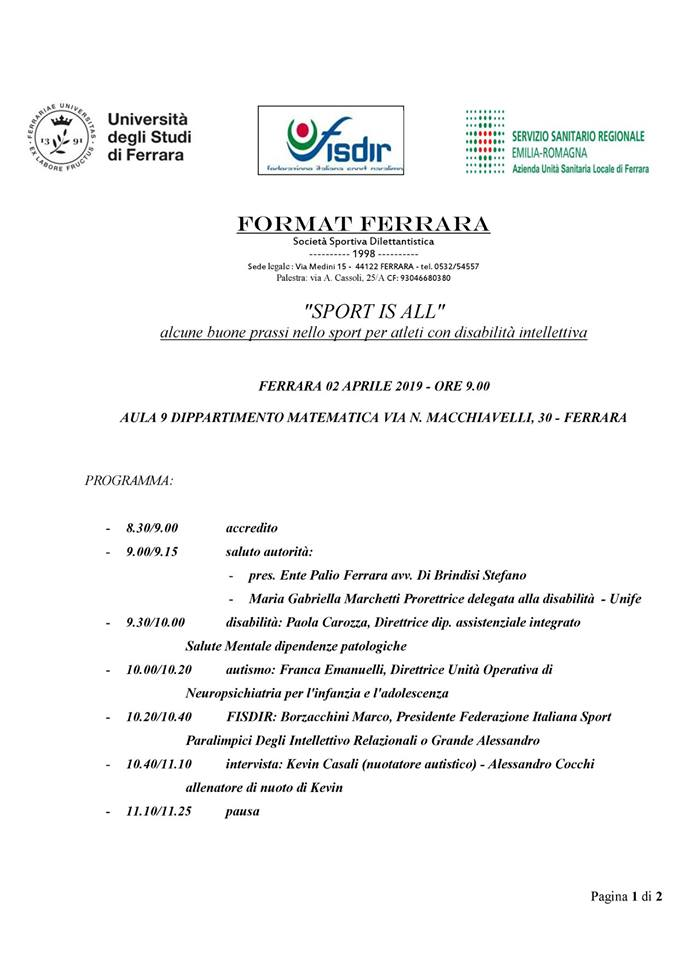 FERRARIAE UNIVERSITAS
EX LABORE FRUCTUS
13 91
Università
degli Studi
di Ferrara
fisdir
federazione italiana sport paralim
SERVIZIO SANITARIO REGIONALE
EMILIA-ROMAGNA
Azienda Unità Sanitaria Locale di Ferrara
FORMAT FERRARA
Società Sportiva Dilettantistica
---------- 1998 ----------
Sede legale : Via Medini 15 - 44122 FERRARA - tel. 0532/54557
Palestra: via A. Cassoli, 25/A CF: 93046680380
"SPORT IS ALL"
alcune buone prassi nello sport per atleti con disabilità intellettiva
FERRARA 02 APRILE 2019 - ORE 9.00
AULA 9 DIPPARTIMENTO MATEMATICA VIA N. MACCHIAVELLI, 30 - FERRARA
PROGRAMMA:
- 8.30/9.00 accredito
- 9.00/9.15 saluto autorità:
- pres. Ente Palio Ferrara avv. Di Brindisi Stefano
- Maria Gabriella Marchetti Prorettrice delegata alla disabilità - Unife
- 9.30/10.00 disabilità: Paola Carozza, Direttrice dip. assistenziale integrato
Salute Mentale dipendenze patologiche
- 10.00/10.20 autismo: Franca Emanuelli, Direttrice Unità Operativa di
Neuropsichiatria per l'infanzia e l'adolescenza
- 10.20/10.40 FISDIR: Borzacchini Marco, Presidente Federazione Italiana Sport
Paralimpici Degli Intellettivo Relazionali o Grande Alessandro
- 10.40/11.10 intervista: Kevin Casali (nuotatore autistico) - Alessandro Cocchi
allenatore di nuoto di Kevin
- 11.10/11.25 pausa
Pagina 1 di 2